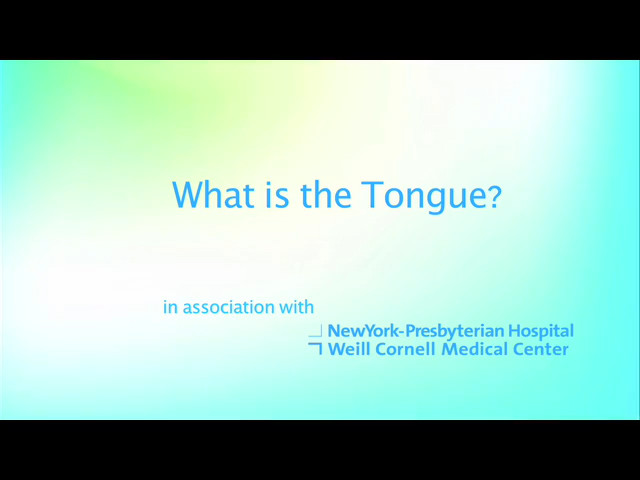 What is the Tongue?
in association with
NewYork-Presbyterian Hospital
Weill Cornell Medical Center